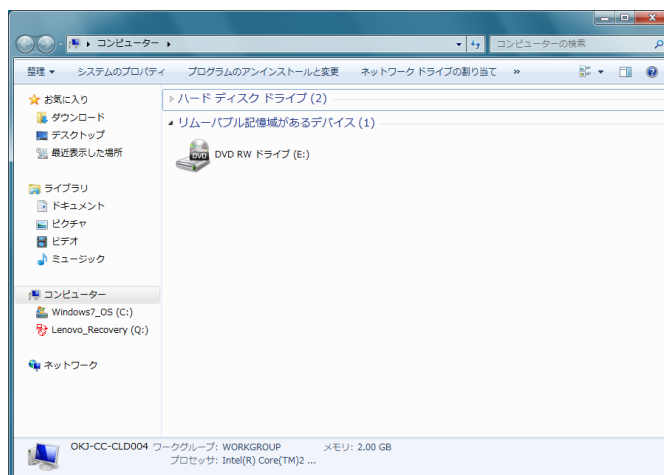 コンピューター
コンピューターの検索
整理 システムのプロパティ プログラムのアンインストールと変更 ネットワーク ドライブの割り当て »
お気に入り
ダウンロード
デスクトップ
最近表示した場所
ライブラリ
ドキュメント
ピクチャ
ビデオ
ミュージック
コンピューター
Windows7_OS (C:)
Lenovo_Recovery (Q:)
ネットワーク
ハード ディスク ドライブ (2)
リムーバブル記憶域があるデバイス (1)
DVD
DVD RW ドライブ (E:)
OKJ-CC-CLD004 ワークグループ: WORKGROUP メモリ: 2.00 GB
プロセッサ: Intel(R) Core(TM)2 ...